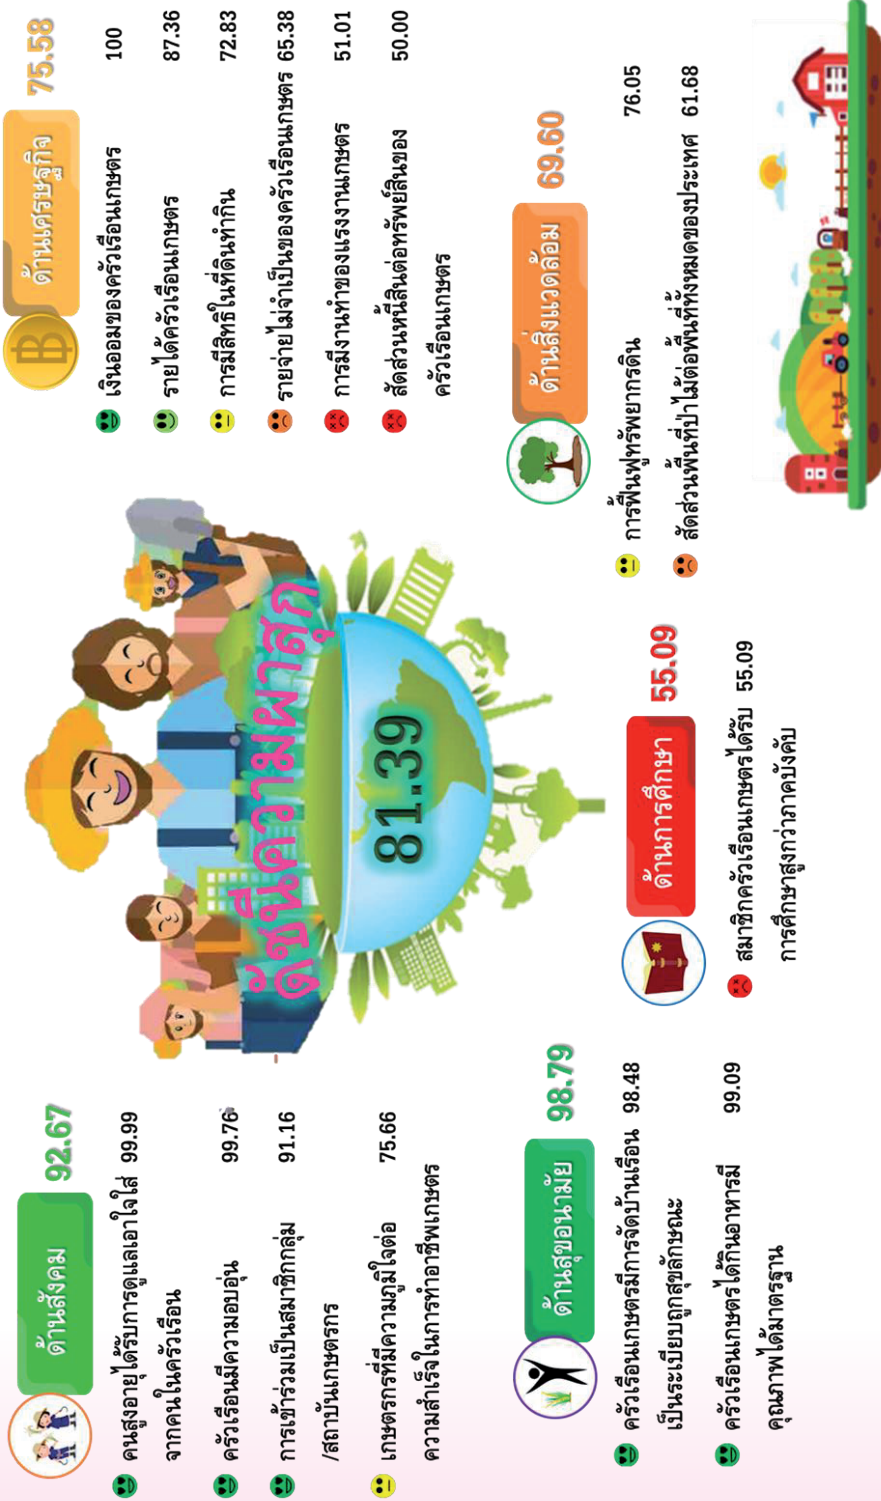 ด้านสังคม 92.67
คนสูงอายุได้รับการดูแลเอาใจใส่ 99.99
จากคนในครัวเรือน
ครัวเรือนมีความอบอุ่น 99.76
การเข้าร่วมเป็นสมาชิกกลุ่ม 91.16
/สถาบันเกษตรกร
เกษตรกรที่มีความภูมิใจต่อ 75.66
ความสำเร็จในการทำอาชีพเกษตร
ดัชนีความผาสุก
81.39
ด้านเศรษฐกิจ 75.58
เงินออมของครัวเรือนเกษตร 100
รายได้ครัวเรือนเกษตร 87.36
การมีสิทธิในที่ดินทำกิน 72.83
รายจ่ายไม่จำเป็นของครัวเรือนเกษตร 65.38
การมีงานทำของแรงงานเกษตร 51.01
สัดส่วนหนี้สินต่อทรัพย์สินของ 50.00
ครัวเรือนเกษตร
ด้านสุขอนามัย 98.79
ครัวเรือนเกษตรมีการจัดบ้านเรือน 98.48
เป็นระเบียบถูกสุขลักษณะ
ครัวเรือนเกษตรได้กินอาหารมี 99.09
คุณภาพได้มาตรฐาน
ด้านการศึกษา 55.09
สมาชิกครัวเรือนเกษตรได้รับ 55.09
การศึกษาสูงกว่าภาคบังคับ
ด้านสิ่งแวดล้อม 69.60
การฟื้นฟูทรัพยากรดิน 76.05
สัดส่วนพื้นที่ป่าไม้ต่อพื้นที่ทั้งหมดของประเทศ 61.68